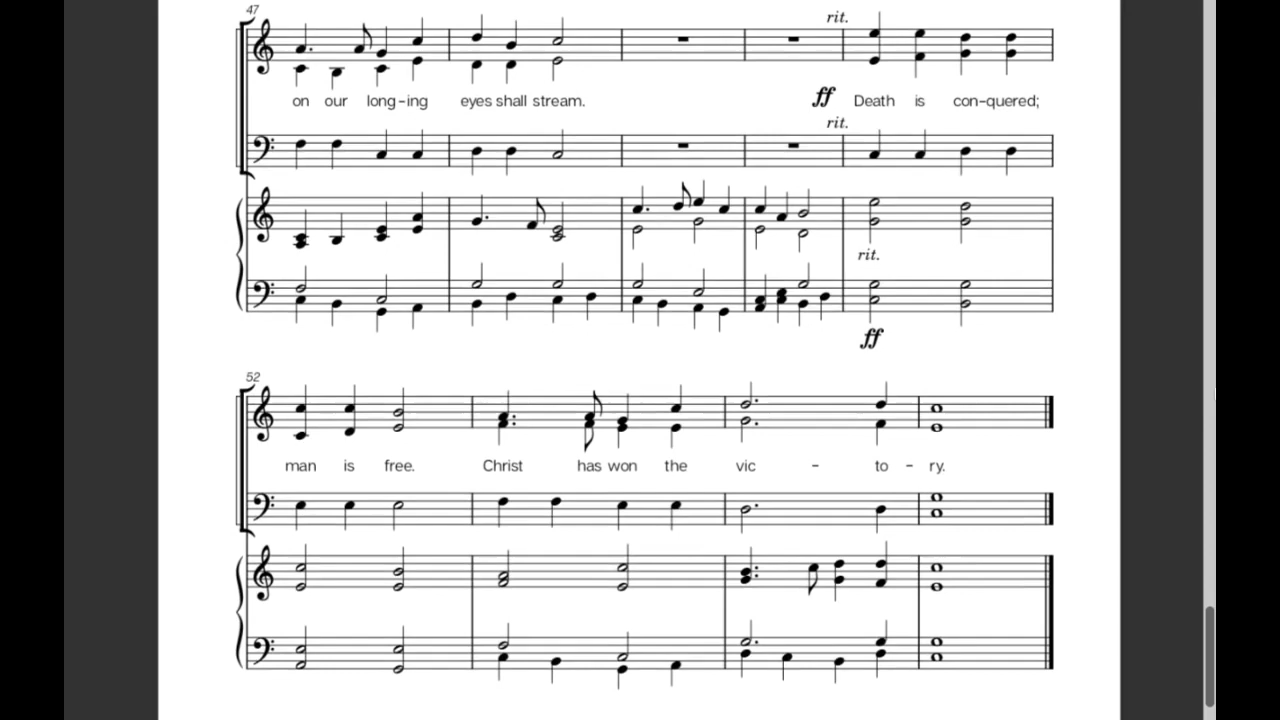 47
rit.
on our long-ing eyes shall stream. ff Death is con-quered;
rit.
rit.
ff
52
man is free. Christ has won the vic - to - ry.